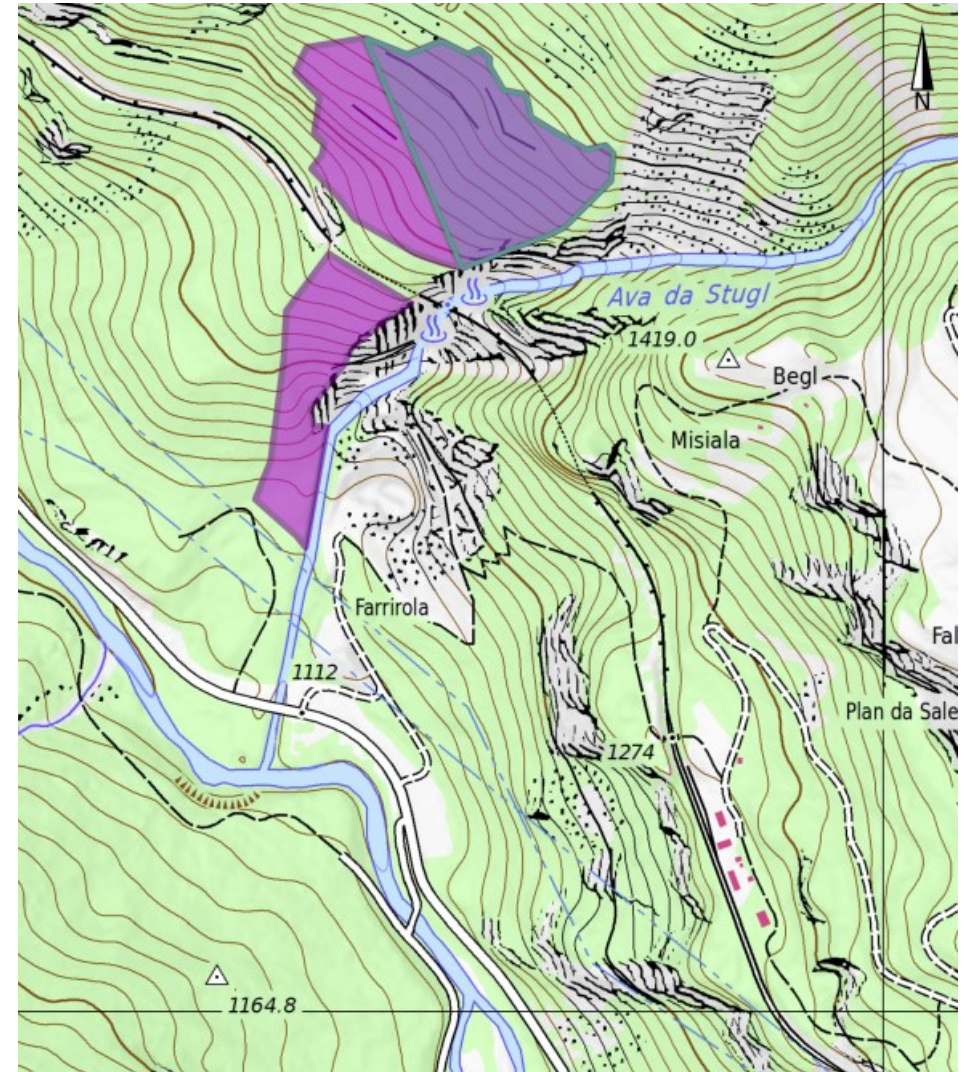 N
Ava da Stugl
1419.0
Begl
Misiala
Farrirola
Fal
1112
Plan da Sale
1274
1164.8